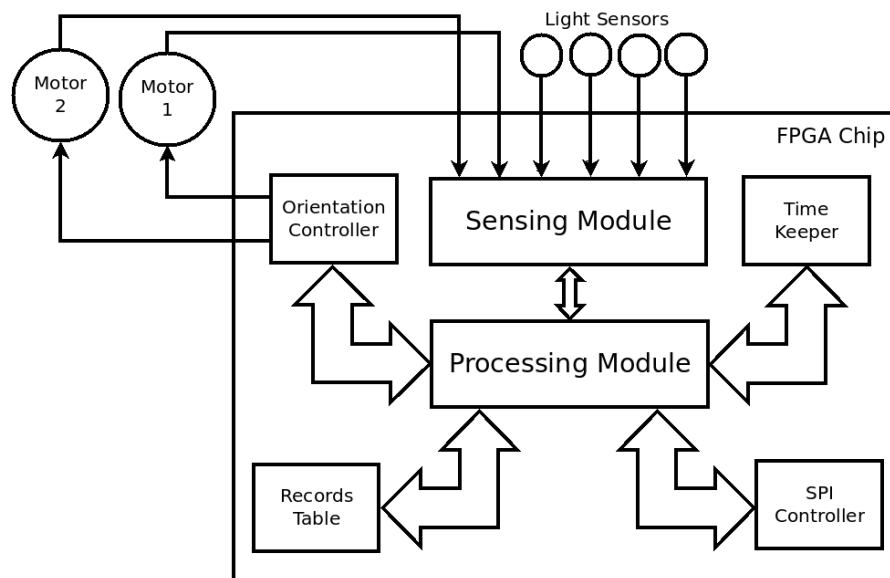 Light Sensors
Motor
2
Motor
1
FPGA Chip
Orientation
Controller
Sensing Module
Time
Keeper
Processing Module
Records
Table
SPI
Controller